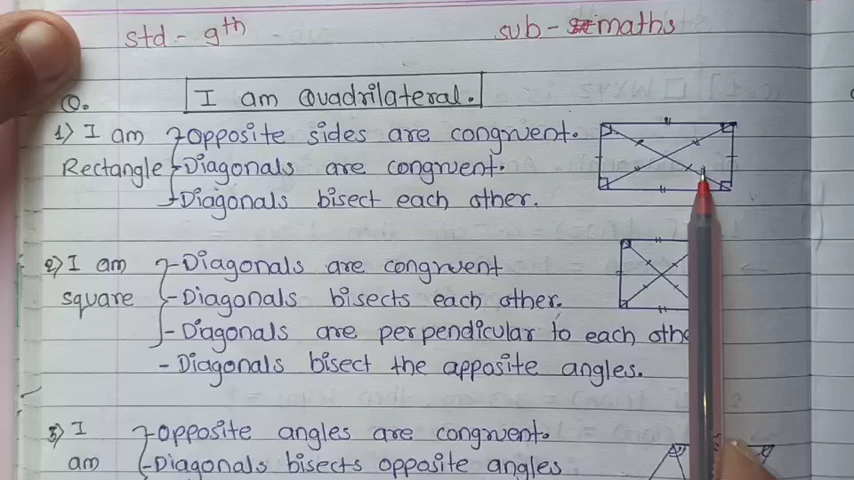 std - 9th
sub - maths
Q. I am Quadrilateral.
1) I am - Opposite sides are congruent.
Rectangle - Diagonals are congruent.
- Diagonals bisect each other.
2) I am - Diagonals are congruent
square - Diagonals bisects each other.
- Diagonals are perpendicular to each othe
- Diagonals bisect the apposite angles.
3) I - Opposite angles are congruent.
am - Diagonals bisects opposite angles